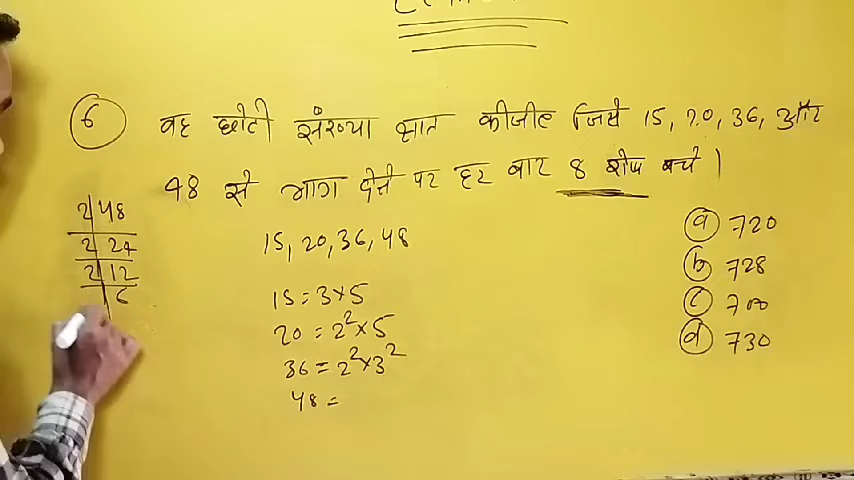 6 वह छोटी संख्या ज्ञात कीजीए जिसे 15, 20, 36, और
48 से भाग देने पर हर बार 8 शेष बचे।
2 48
2 24
2 12
6
15, 20, 36, 48
15 = 3×5
20 = 2²×5
36 = 2²×3²
48 =
a 720
b 728
c 700
d 730